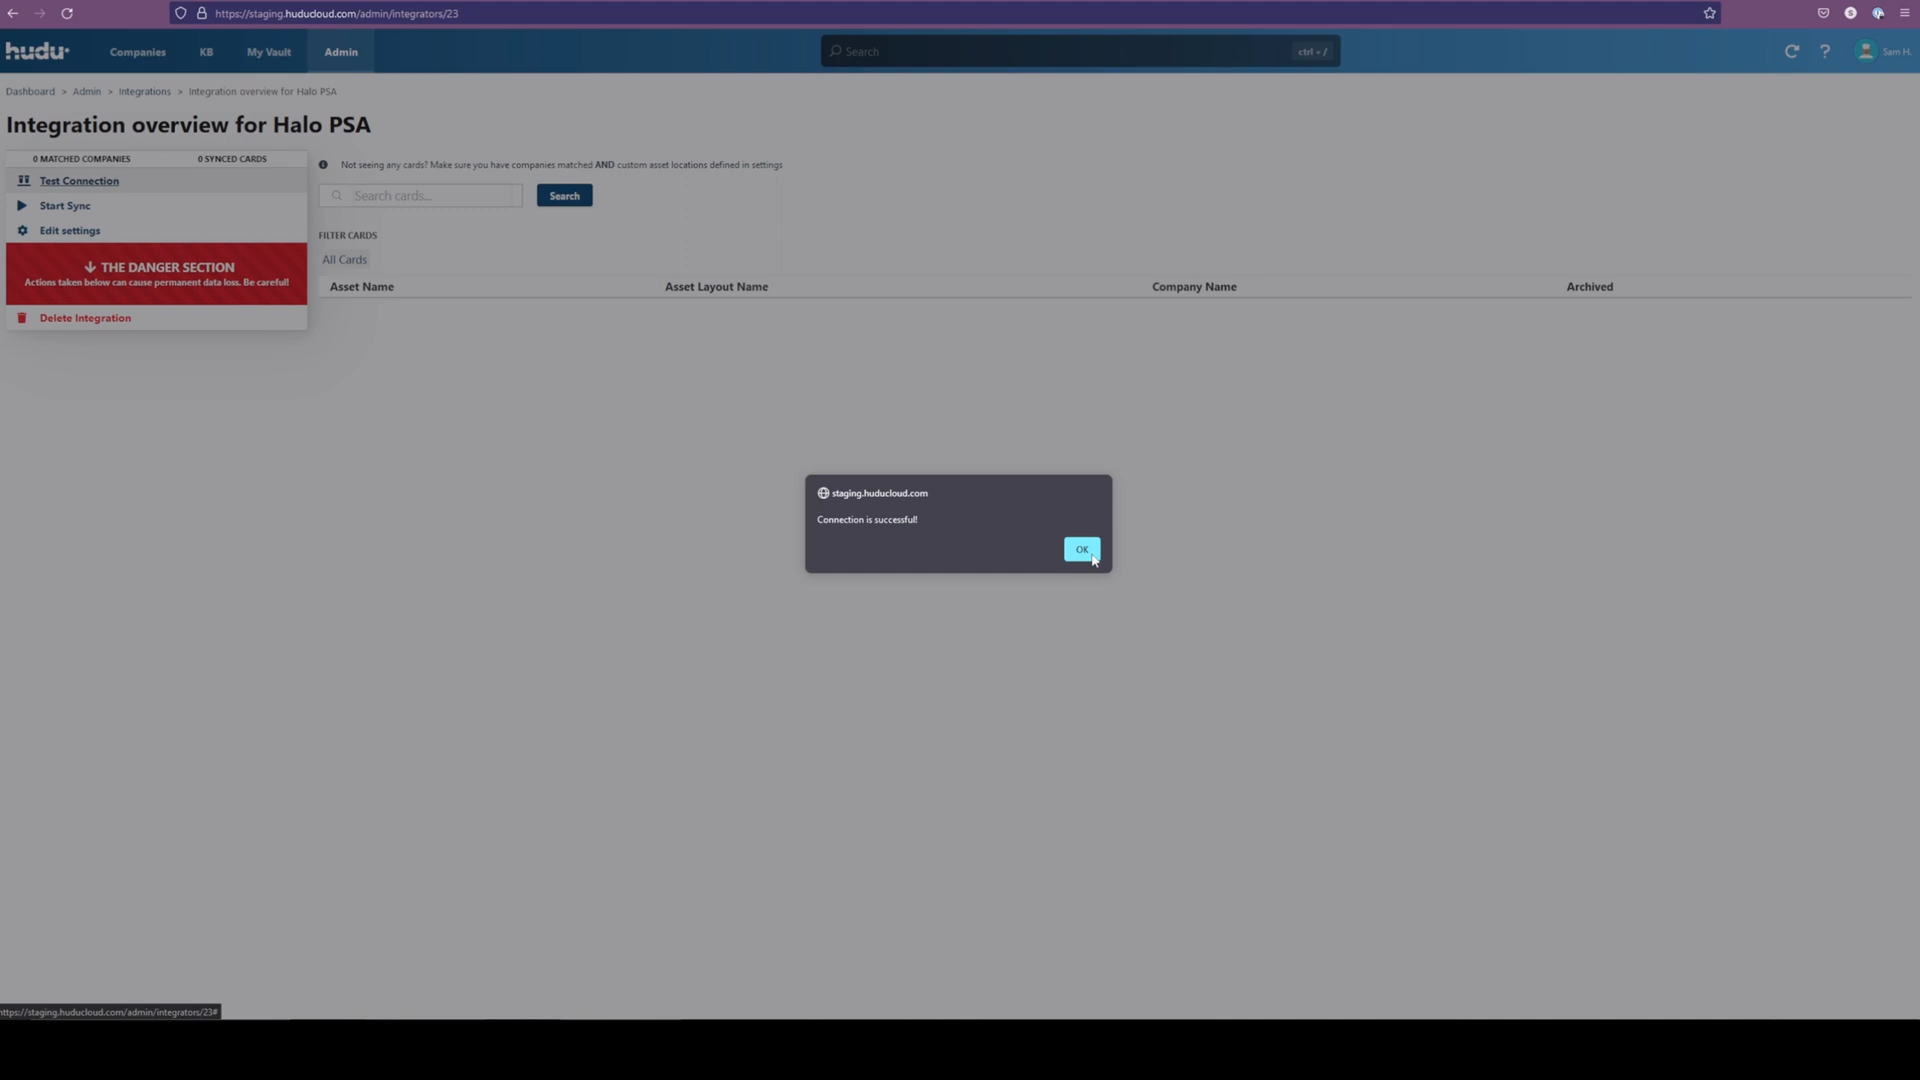 https://staging.huducloud.com/admin/integrators/23
hudu
Companies
KB
My Vault
Admin
Search
ctrl + /
?
Sam H.
Dashboard > Admin > Integrations > Integration overview for Halo PSA
Integration overview for Halo PSA
0 MATCHED COMPANIES
0 SYNCED CARDS
Test Connection
Start Sync
Edit settings
THE DANGER SECTION
Actions taken below can cause permanent data loss. Be careful!
Delete Integration
Not seeing any cards? Make sure you have companies matched AND custom asset locations defined in settings
Search cards...
Search
FILTER CARDS
All Cards
Asset Name
Asset Layout Name
Company Name
Archived
staging.huducloud.com
Connection is successful!
OK
https://staging.huducloud.com/admin/integrators/23#